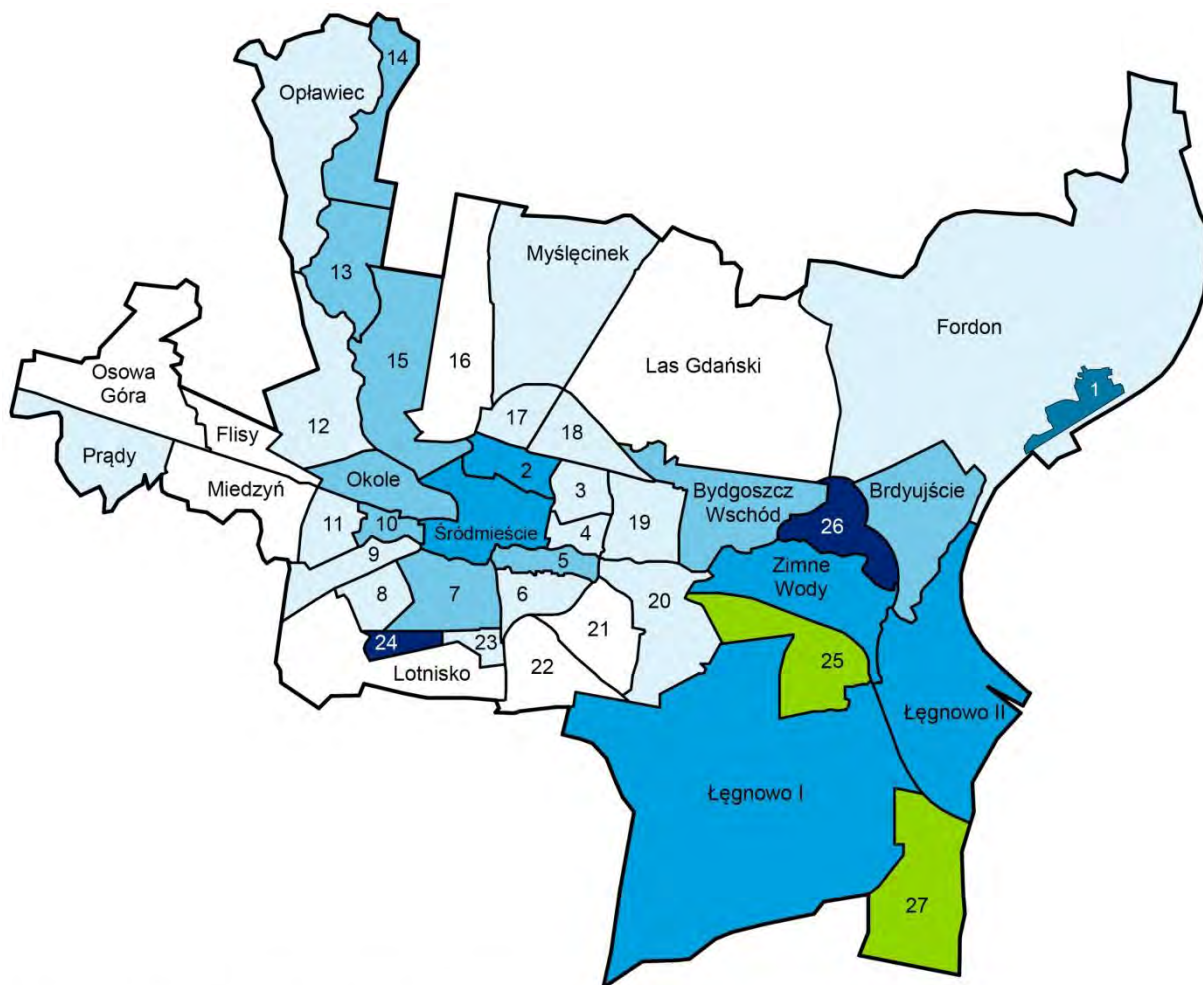 14
Opławiec
Myślęcinek
13
Fordon
15
16
Las Gdański
Osowa
Góra
1
17
12
18
Flisy
Prądy
Okole
2
Miedzyń
3
Bydgoszcz
Wschód
Brdyujście
11
10
Śródmieście
4
19
26
9
5
Zimne
Wody
8
7
6
20
21
24
23
22
Lotnisko
25
Łęgnowo II
Łęgnowo I
27